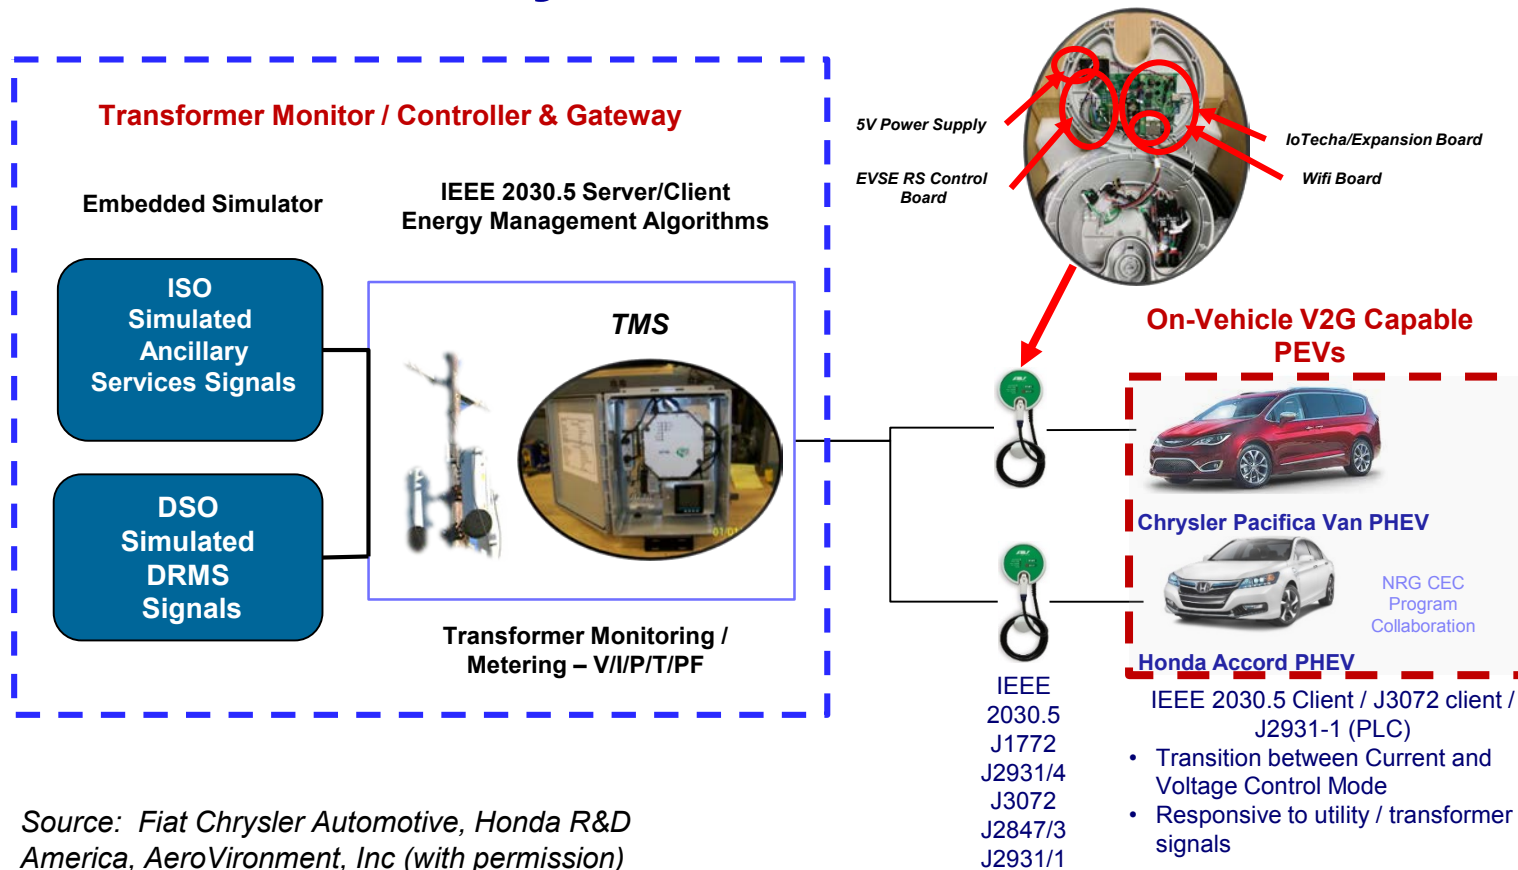 Transformer Monitor / Controller & Gateway
Embedded Simulator
IEEE 2030.5 Server/Client
Energy Management Algorithms
ISO
Simulated
Ancillary
Services Signals
DSO
Simulated
DRMS
Signals
TMS
Transformer Monitoring /
Metering – V/I/P/T/PF
5V Power Supply
EVSE RS Control
Board
IoTecha/Expansion Board
Wifi Board
On-Vehicle V2G Capable
PEVs
Chrysler Pacifica Van PHEV
NRG CEC
Program
Collaboration
Honda Accord PHEV
IEEE
2030.5
J1772
J2931/4
J3072
J2847/3
J2931/1
IEEE 2030.5 Client / J3072 client /
J2931-1 (PLC)
• Transition between Current and
Voltage Control Mode
• Responsive to utility / transformer
signals
Source: Fiat Chrysler Automotive, Honda R&D
America, AeroVironment, Inc (with permission)